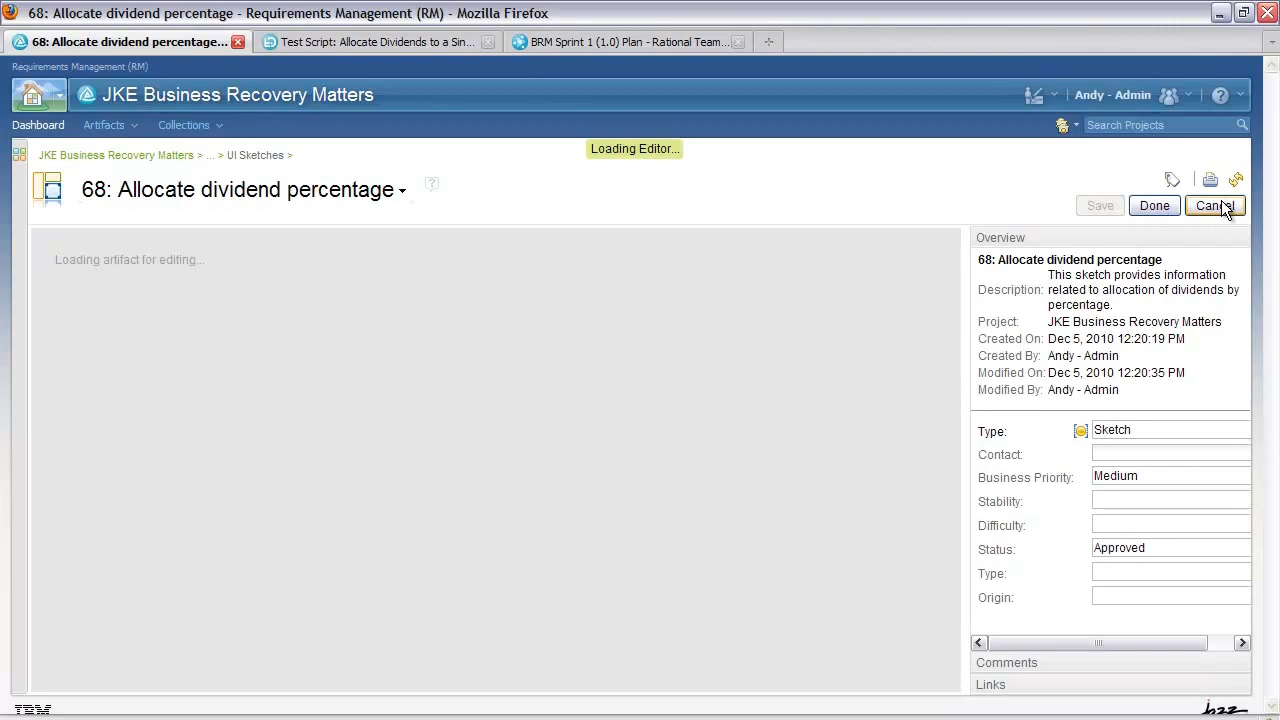 68: Allocate dividend percentage - Requirements Management (RM) - Mozilla Firefox
68: Allocate dividend percentage...
Test Script: Allocate Dividends to a Sin...
BRM Sprint 1 (1.0) Plan - Rational Team...
Requirements Management (RM)
JKE Business Recovery Matters
Andy - Admin
Dashboard
Artifacts
Collections
Search Projects
JKE Business Recovery Matters > ... > UI Sketches >
Loading Editor...
68: Allocate dividend percentage
Save
Done
Cancel
Loading artifact for editing...
Overview
68: Allocate dividend percentage
Description: This sketch provides information related to allocation of dividends by percentage.
Project: JKE Business Recovery Matters
Created On: Dec 5, 2010 12:20:19 PM
Created By: Andy - Admin
Modified On: Dec 5, 2010 12:20:35 PM
Modified By: Andy - Admin
Type: Sketch
Contact:
Business Priority: Medium
Stability:
Difficulty:
Status: Approved
Type:
Origin:
Comments
Links
IBM
Jazz